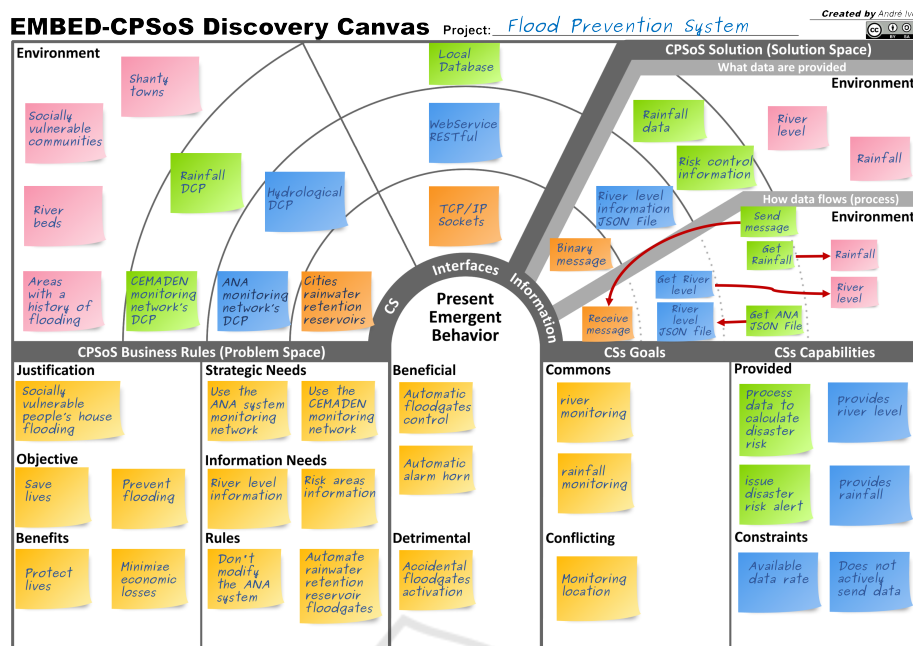 EMBED-CPSoS Discovery Canvas
Project: Flood Prevention System
Created by André Iv
cc
BY SA
Environment
Shanty
towns
Socially
vulnerable
communities
River
beds
Areas
with a
history of
flooding
Rainfall
DCP
CEMADEN
monitoring
network's
DCP
Hydrological
DCP
ANA
monitoring
network's
DCP
Cities
rainwater
retention
reservoirs
CS
Local
Database
WebService
RESTful
TCP/IP
Sockets
Interfaces
Information
Present
Emergent
Behavior
CPSoS Solution (Solution Space)
What data are provided
Environment
Rainfall
data
Risk control
information
River
level
Rainfall
River level
information
JSON File
Binary
message
How data flows (process)
Environment
Send
message
Get
Rainfall
Rainfall
Get River
level
River
level
Receive
message
River
level
JSON file
Get ANA
JSON File
CPSoS Business Rules (Problem Space)
Justification
Socially
vulnerable
people's house
flooding
Objective
Save
lives
Prevent
flooding
Benefits
Protect
lives
Minimize
economic
losses
Strategic Needs
Use the
ANA system
monitoring
network
Use the
CEMADEN
monitoring
network
Information Needs
River level
information
Risk areas
information
Rules
Don't
modify
the ANA
system
Automate
rainwater
retention
reservoir
floodgates
Beneficial
Automatic
floodgates
control
Automatic
alarm horn
Detrimental
Accidental
floodgates
activation
CSs Goals
Commons
river
monitoring
rainfall
monitoring
Conflicting
Monitoring
location
CSs Capabilities
Provided
process
data to
calculate
disaster
risk
provides
river level
issue
disaster
risk alert
provides
rainfall
Constraints
Available
data rate
Does not
actively
send data